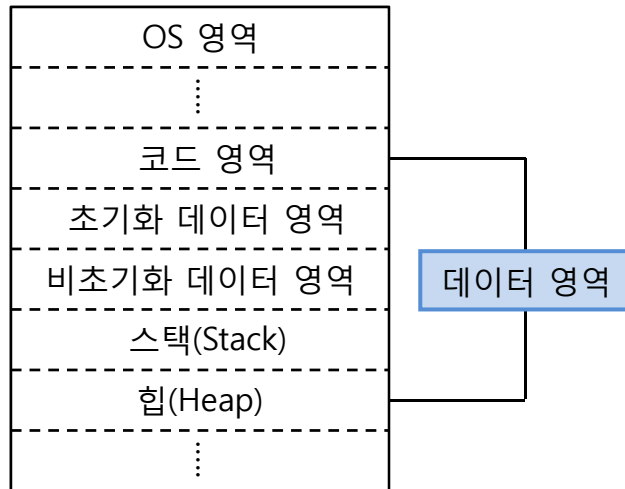 OS 영역
코드 영역
초기화 데이터 영역
비초기화 데이터 영역
데이터 영역
스택(Stack)
힙(Heap)